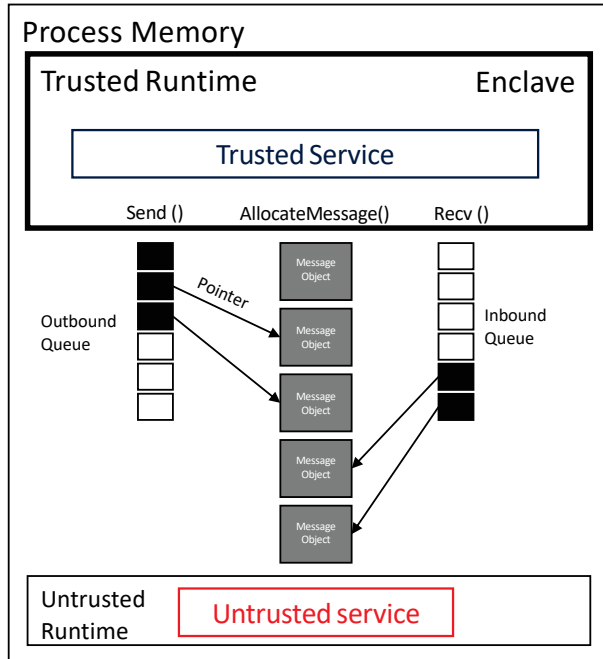 Process Memory
Trusted Runtime
Enclave
Trusted Service
Send ()
AllocateMessage()
Recv ()
Message
Object
Pointer
Message
Object
Outbound
Queue
Inbound
Queue
Message
Object
Message
Object
Message
Object
Untrusted
Runtime
Untrusted service